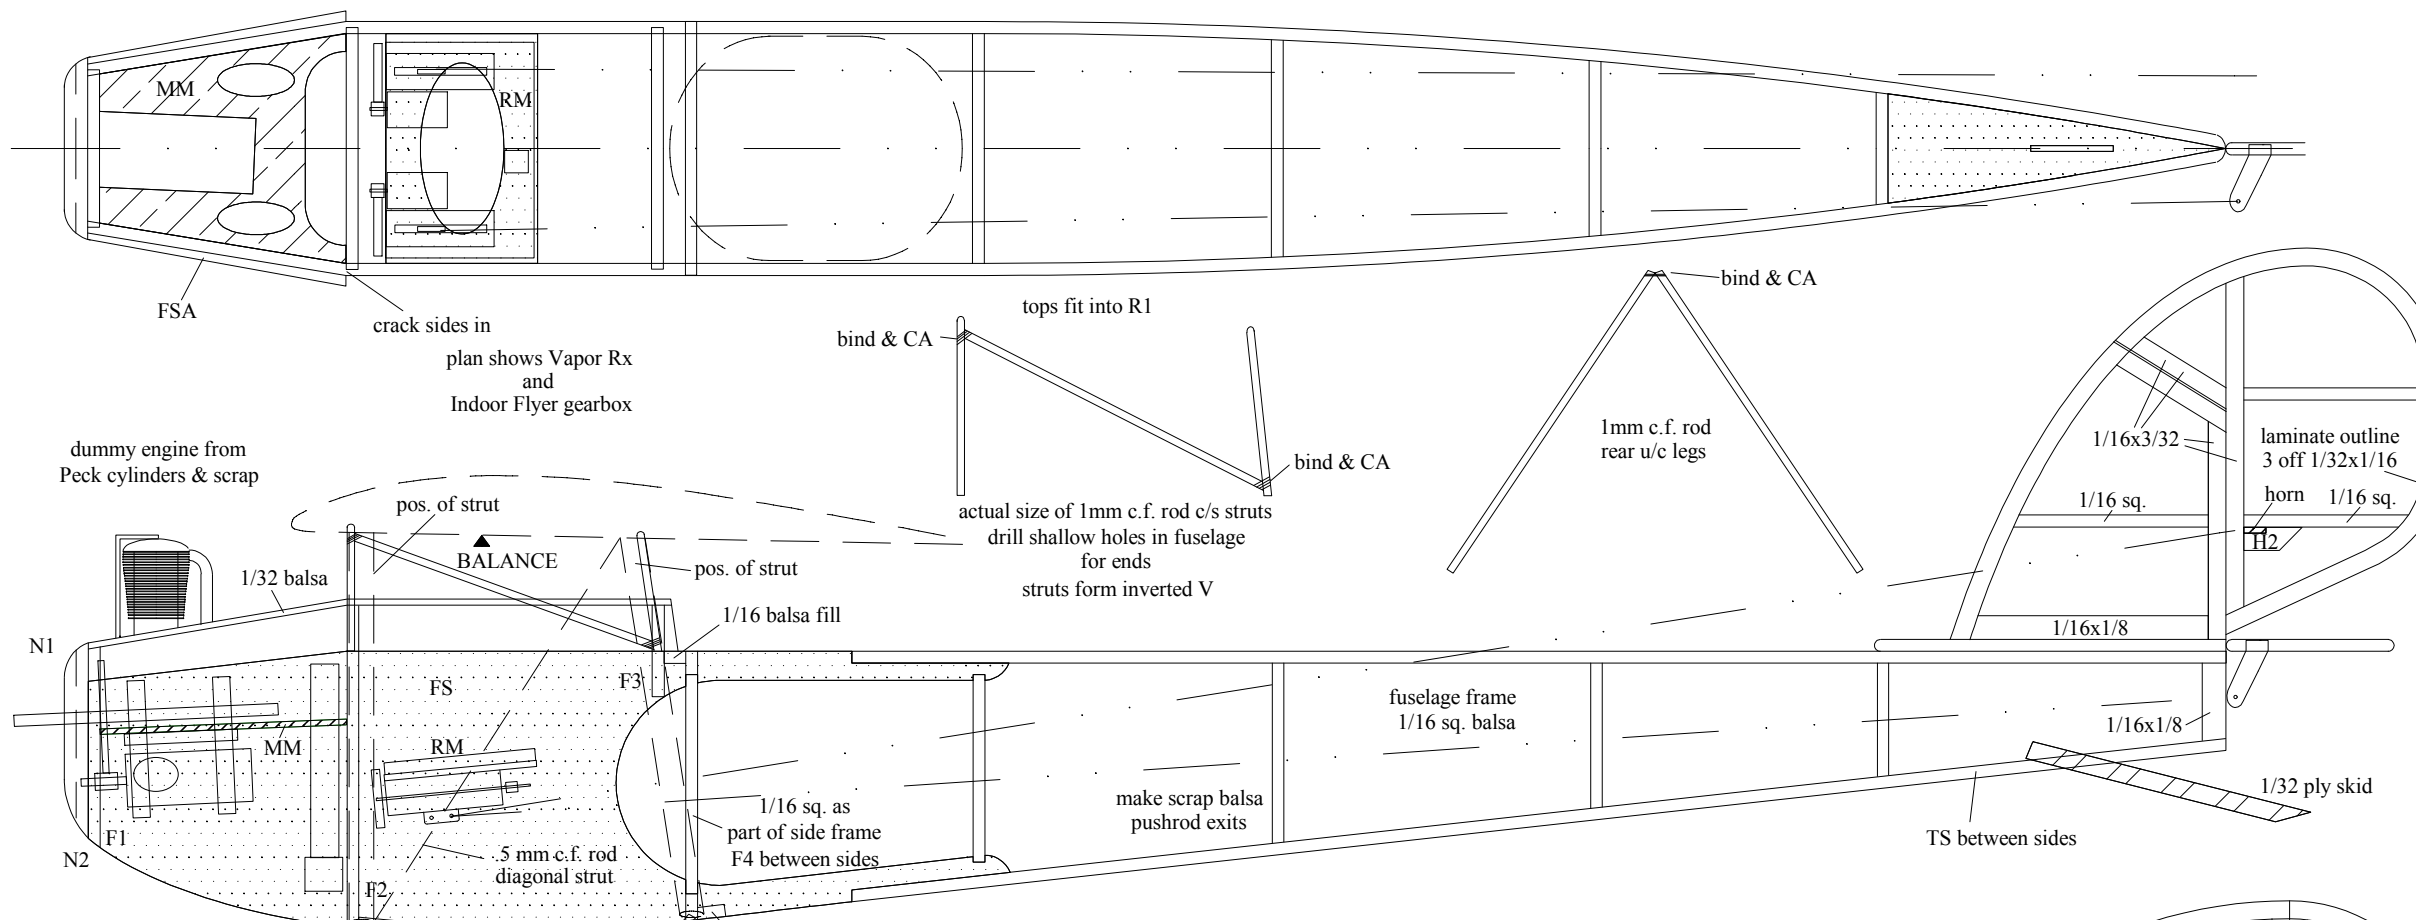 MM
RM
FSA
crack sides in
plan shows Vapor Rx
and
Indoor Flyer gearbox
tops fit into R1
bind & CA
bind & CA
bind & CA
1mm c.f. rod
rear u/c legs
actual size of 1mm c.f. rod c/s struts
drill shallow holes in fuselage
for ends
struts form inverted V
dummy engine from
Peck cylinders & scrap
pos. of strut
BALANCE
pos. of strut
1/32 balsa
1/16 balsa fill
N1
FS
F3
MM
RM
F1
N2
F2
.5 mm c.f. rod
diagonal strut
1/16 sq. as
part of side frame
F4 between sides
fuselage frame
1/16 sq. balsa
make scrap balsa
pushrod exits
1/16x3/32
laminate outline
3 off 1/32x1/16
1/16 sq.
horn
1/16 sq.
H2
1/16x1/8
1/16x1/8
1/32 ply skid
TS between sides